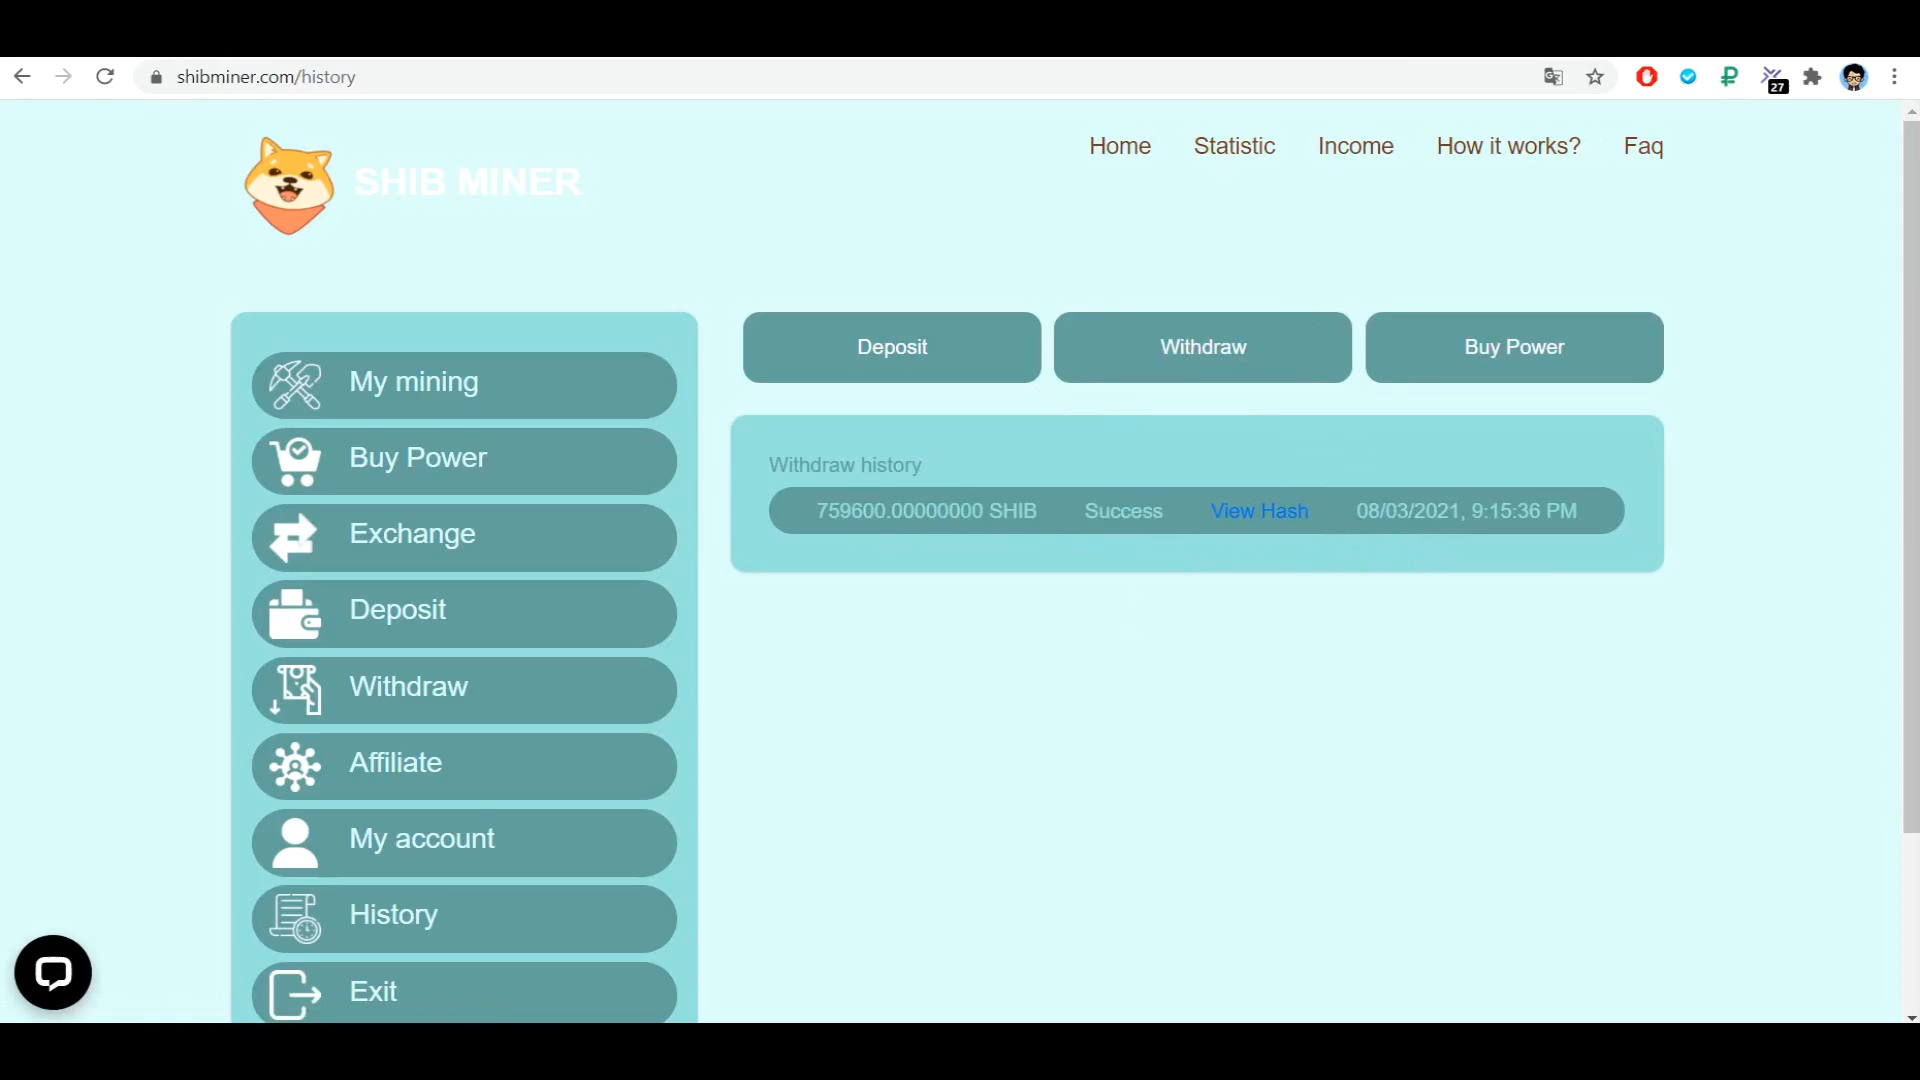 shibminer.com/history
27
SHIB MINER
Home Statistic Income How it works? Faq
Deposit Withdraw Buy Power
My mining
Buy Power
Exchange
Deposit
Withdraw
Affiliate
My account
History
Exit
Withdraw history
759600.00000000 SHIB Success View Hash 08/03/2021, 9:15:36 PM